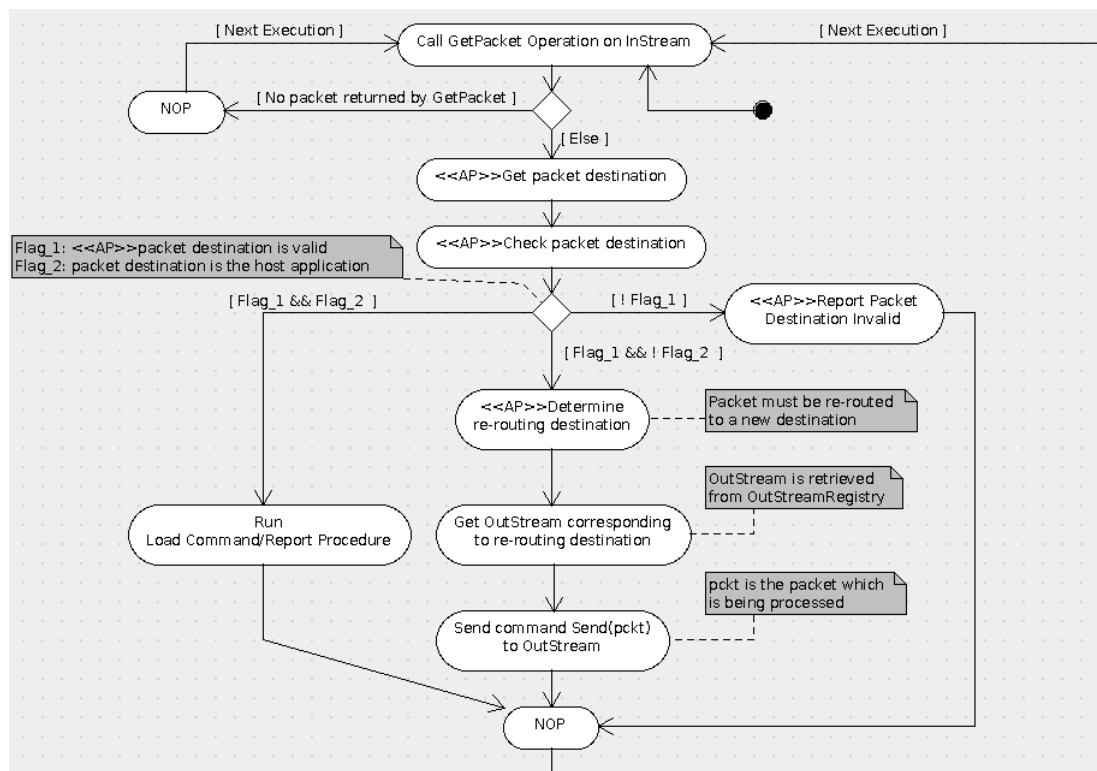 [ Next Execution ]
Call GetPacket Operation on InStream
[ Next Execution ]
NOP
[ No packet returned by GetPacket ]
[ Else ]
<<AP>>Get packet destination
<<AP>>Check packet destination
Flag_1: <<AP>>packet destination is valid
Flag_2: packet destination is the host application
[ Flag_1 && Flag_2 ]
[ ! Flag_1 ]
<<AP>>Report Packet
Destination Invalid
[ Flag_1 && ! Flag_2 ]
<<AP>>Determine
re-routing destination
Packet must be re-routed
to a new destination
OutStream is retrieved
from OutStreamRegistry
Run
Load Command/Report Procedure
Get OutStream corresponding
to re-routing destination
pckt is the packet which
is being processed
Send command Send(pckt)
to OutStream
NOP